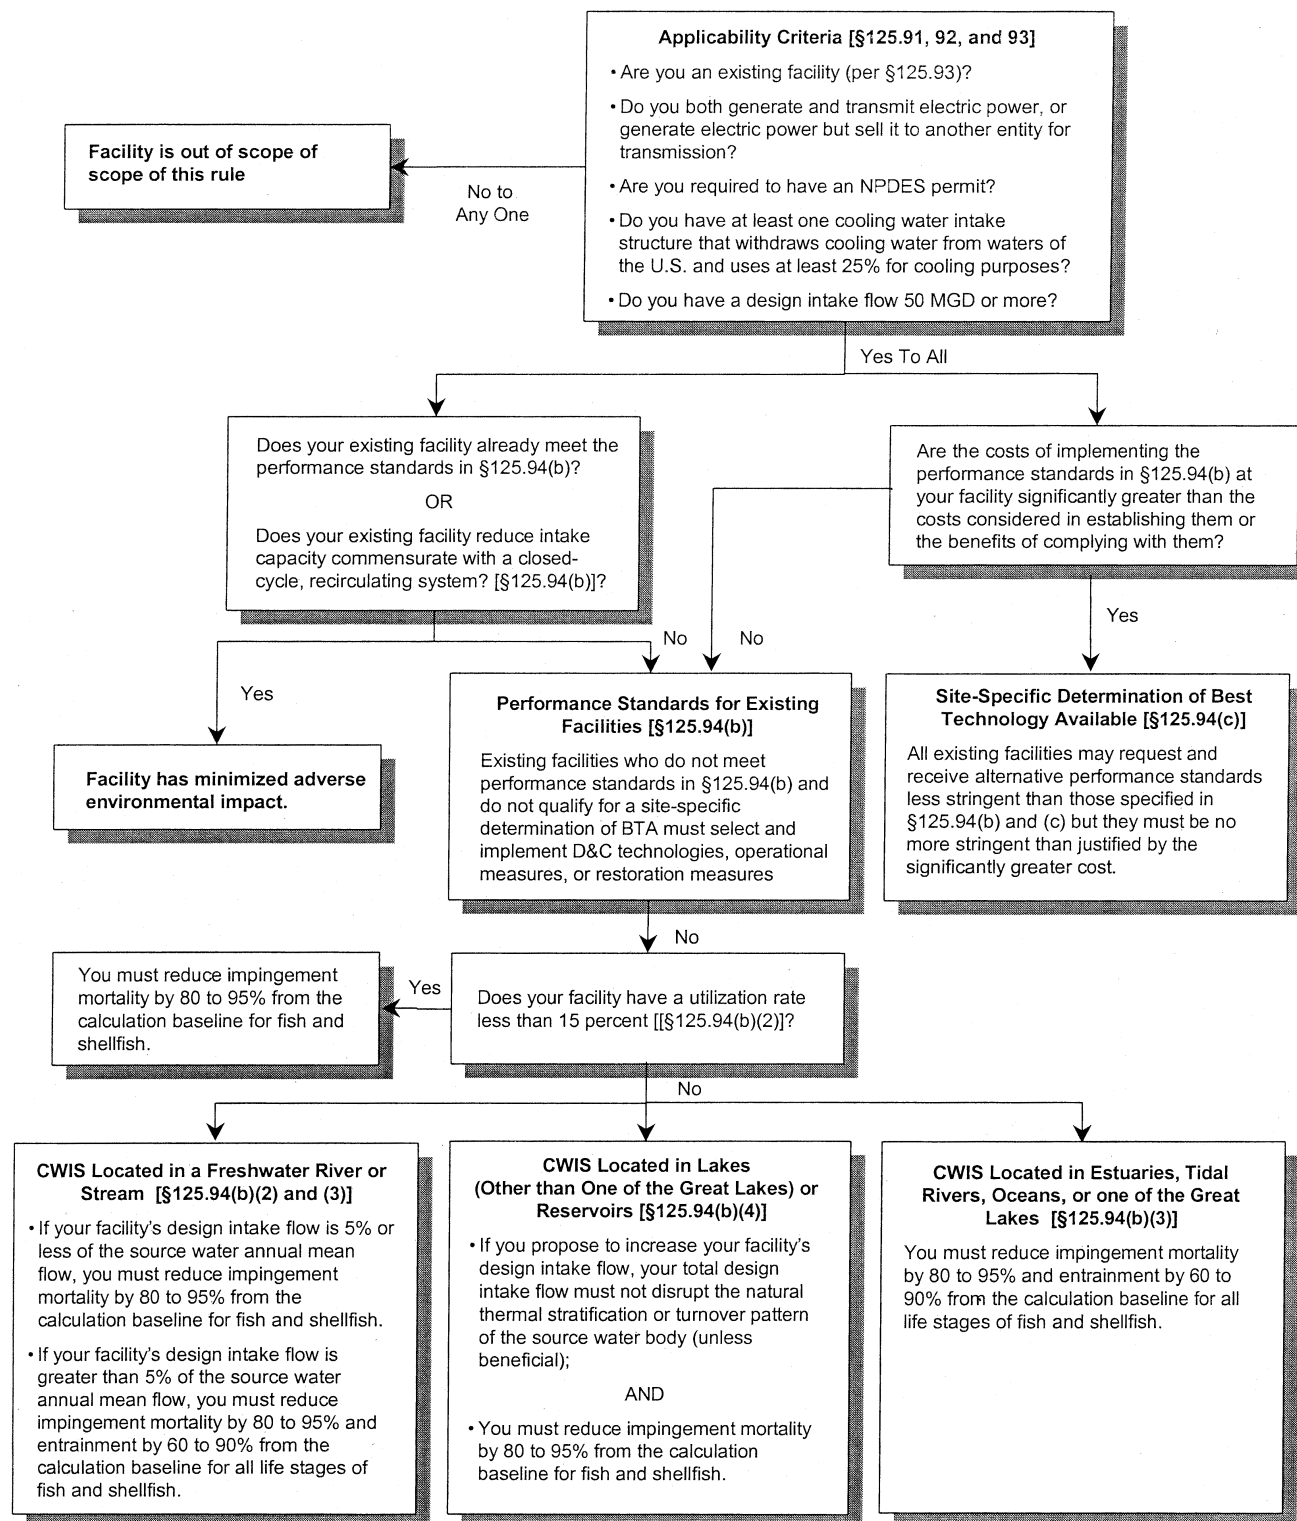 Applicability Criteria [§125.91, 92, and 93]
• Are you an existing facility (per §125.93)?
• Do you both generate and transmit electric power, or
generate electric power but sell it to another entity for
transmission?
• Are you required to have an NPDES permit?
• Do you have at least one cooling water intake
structure that withdraws cooling water from waters of
the U.S. and uses at least 25% for cooling purposes?
• Do you have a design intake flow 50 MGD or more?
Facility is out of scope of
scope of this rule
No to
Any One
Yes To All
Does your existing facility already meet the
performance standards in §125.94(b)?
OR
Does your existing facility reduce intake
capacity commensurate with a closed-
cycle, recirculating system? [§125.94(b)]?
Are the costs of implementing the
performance standards in §125.94(b) at
your facility significantly greater than the
costs considered in establishing them or
the benefits of complying with them?
Yes
No
No
Yes
Facility has minimized adverse
environmental impact.
Performance Standards for Existing
Facilities [§125.94(b)]
Existing facilities who do not meet
performance standards in §125.94(b) and
do not qualify for a site-specific
determination of BTA must select and
implement D&C technologies, operational
measures, or restoration measures
Site-Specific Determination of Best
Technology Available [§125.94(c)]
All existing facilities may request and
receive alternative performance standards
less stringent than those specified in
§125.94(b) and (c) but they must be no
more stringent than justified by the
significantly greater cost.
No
You must reduce impingement
mortality by 80 to 95% from the
calculation baseline for fish and
shellfish.
Yes
Does your facility have a utilization rate
less than 15 percent [[§125.94(b)(2)]?
No
CWIS Located in a Freshwater River or
Stream [§125.94(b)(2) and (3)]
• If your facility's design intake flow is 5% or
less of the source water annual mean
flow, you must reduce impingement
mortality by 80 to 95% from the
calculation baseline for fish and shellfish.
• If your facility's design intake flow is
greater than 5% of the source water
annual mean flow, you must reduce
impingement mortality by 80 to 95% and
entrainment by 60 to 90% from the
calculation baseline for all life stages of
fish and shellfish.
CWIS Located in Lakes
(Other than One of the Great Lakes) or
Reservoirs [§125.94(b)(4)]
• If you propose to increase your facility's
design intake flow, your total design
intake flow must not disrupt the natural
thermal stratification or turnover pattern
of the source water body (unless
beneficial);
AND
• You must reduce impingement mortality
by 80 to 95% from the calculation
baseline for fish and shellfish.
CWIS Located in Estuaries, Tidal
Rivers, Oceans, or one of the Great
Lakes [§125.94(b)(3)]
You must reduce impingement mortality
by 80 to 95% and entrainment by 60 to
90% from the calculation baseline for all
life stages of fish and shellfish.